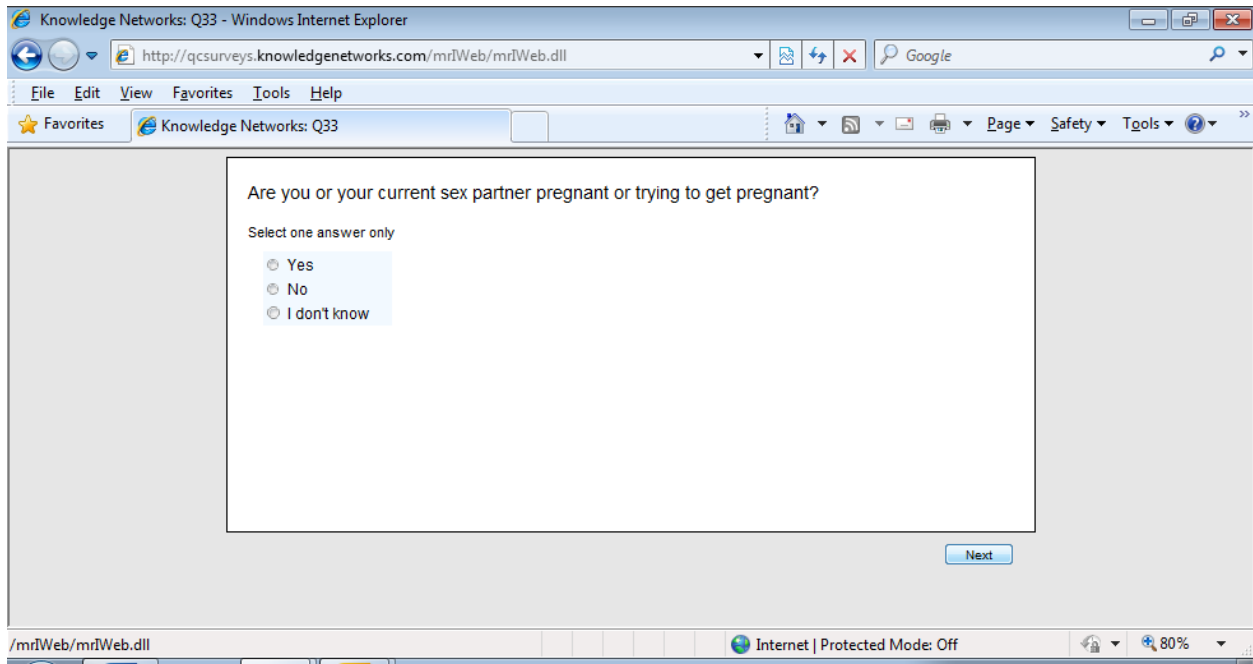 Knowledge Networks: Q33 - Windows Internet Explorer
http://qcsurveys.knowledgenetworks.com/mrIWeb/mrIWeb.dll
Google
File Edit View Favorites Tools Help
Favorites
Knowledge Networks: Q33
Page Safety Tools
Are you or your current sex partner pregnant or trying to get pregnant?
Select one answer only
Yes
No
I don't know
Next
/mrIWeb/mrIWeb.dll
Internet | Protected Mode: Off
80%